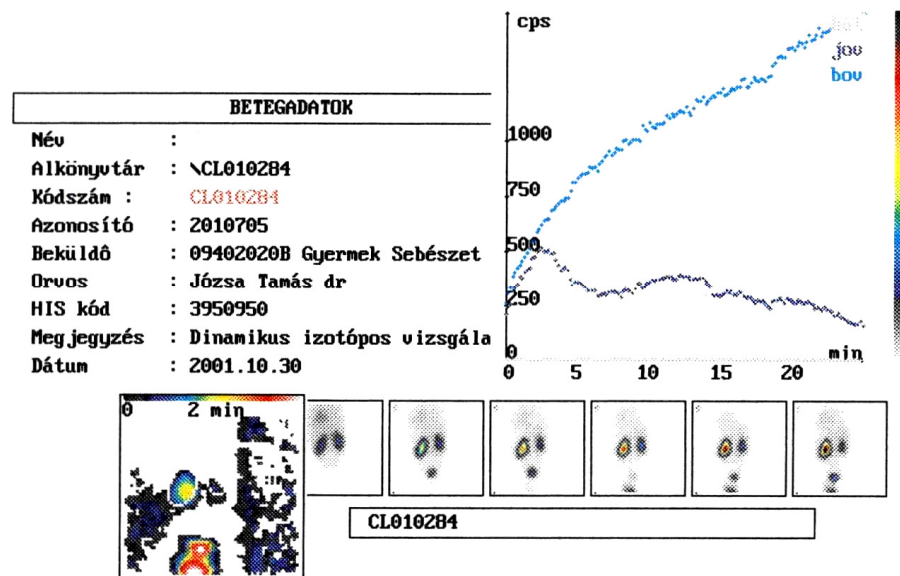 BETEGADATOK
Név :
Alkönyvtár : \CL010284
Kódszám : CL010284
Azonosító : 2010705
Beküldô : 09402020B Gyermek Sebészet
Orvos : Józsa Tamás dr
HIS kód : 3950950
Megjegyzés : Dinamikus izotópos vizsgála
Dátum : 2001.10.30
cps
jov
bov
1000
750
500
250
0
min
0 5 10 15 20
0 2 min
CL010284